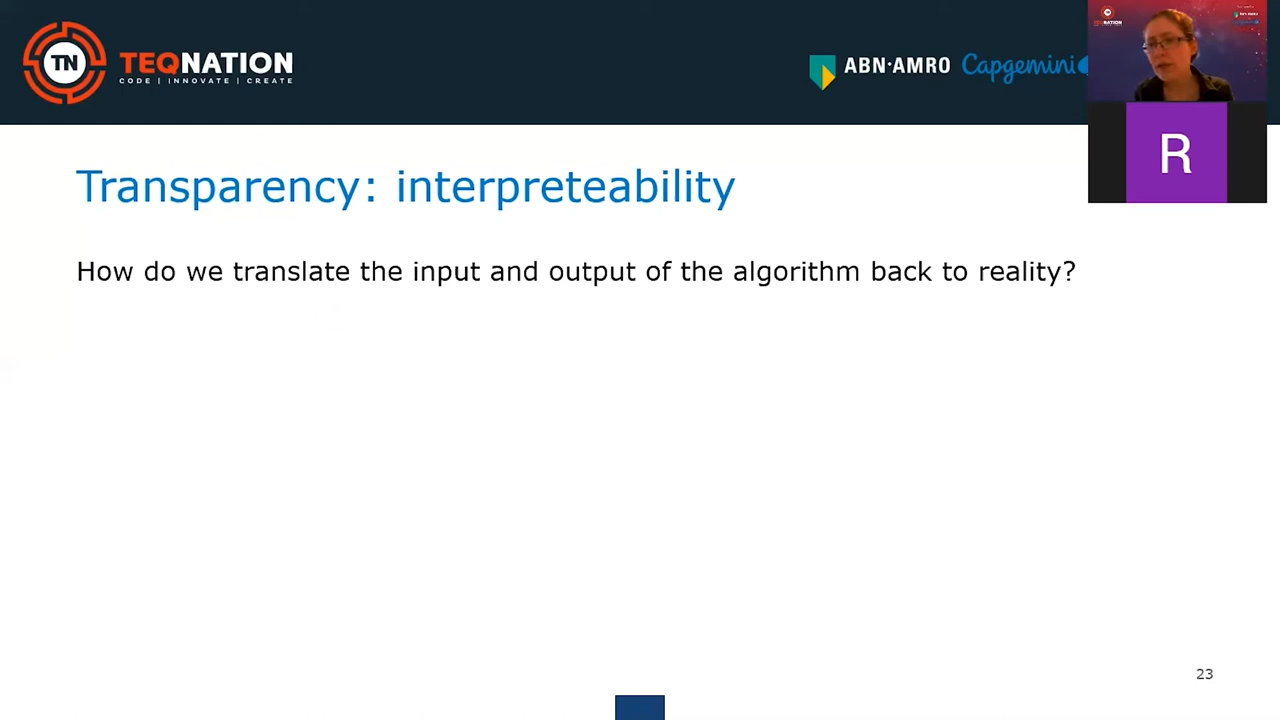 TN
TEQNATION
CODE | INNOVATE | CREATE
ABN·AMRO
Capgemini
R
Transparency: interpreteability
How do we translate the input and output of the algorithm back to reality?
23